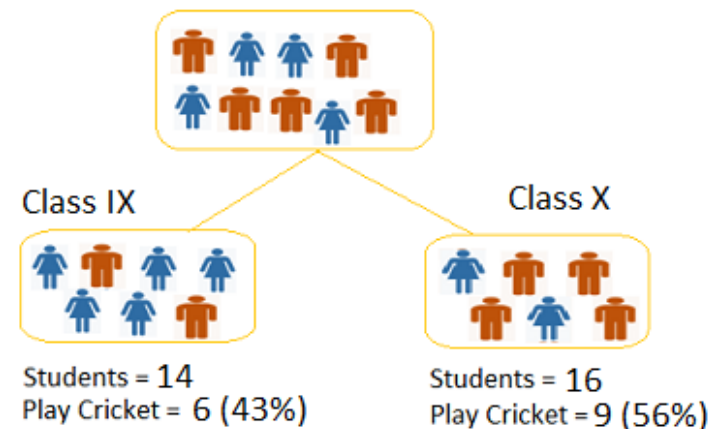 Class IX
Class X
Students = 14
Play Cricket = 6 (43%)
Students = 16
Play Cricket = 9 (56%)